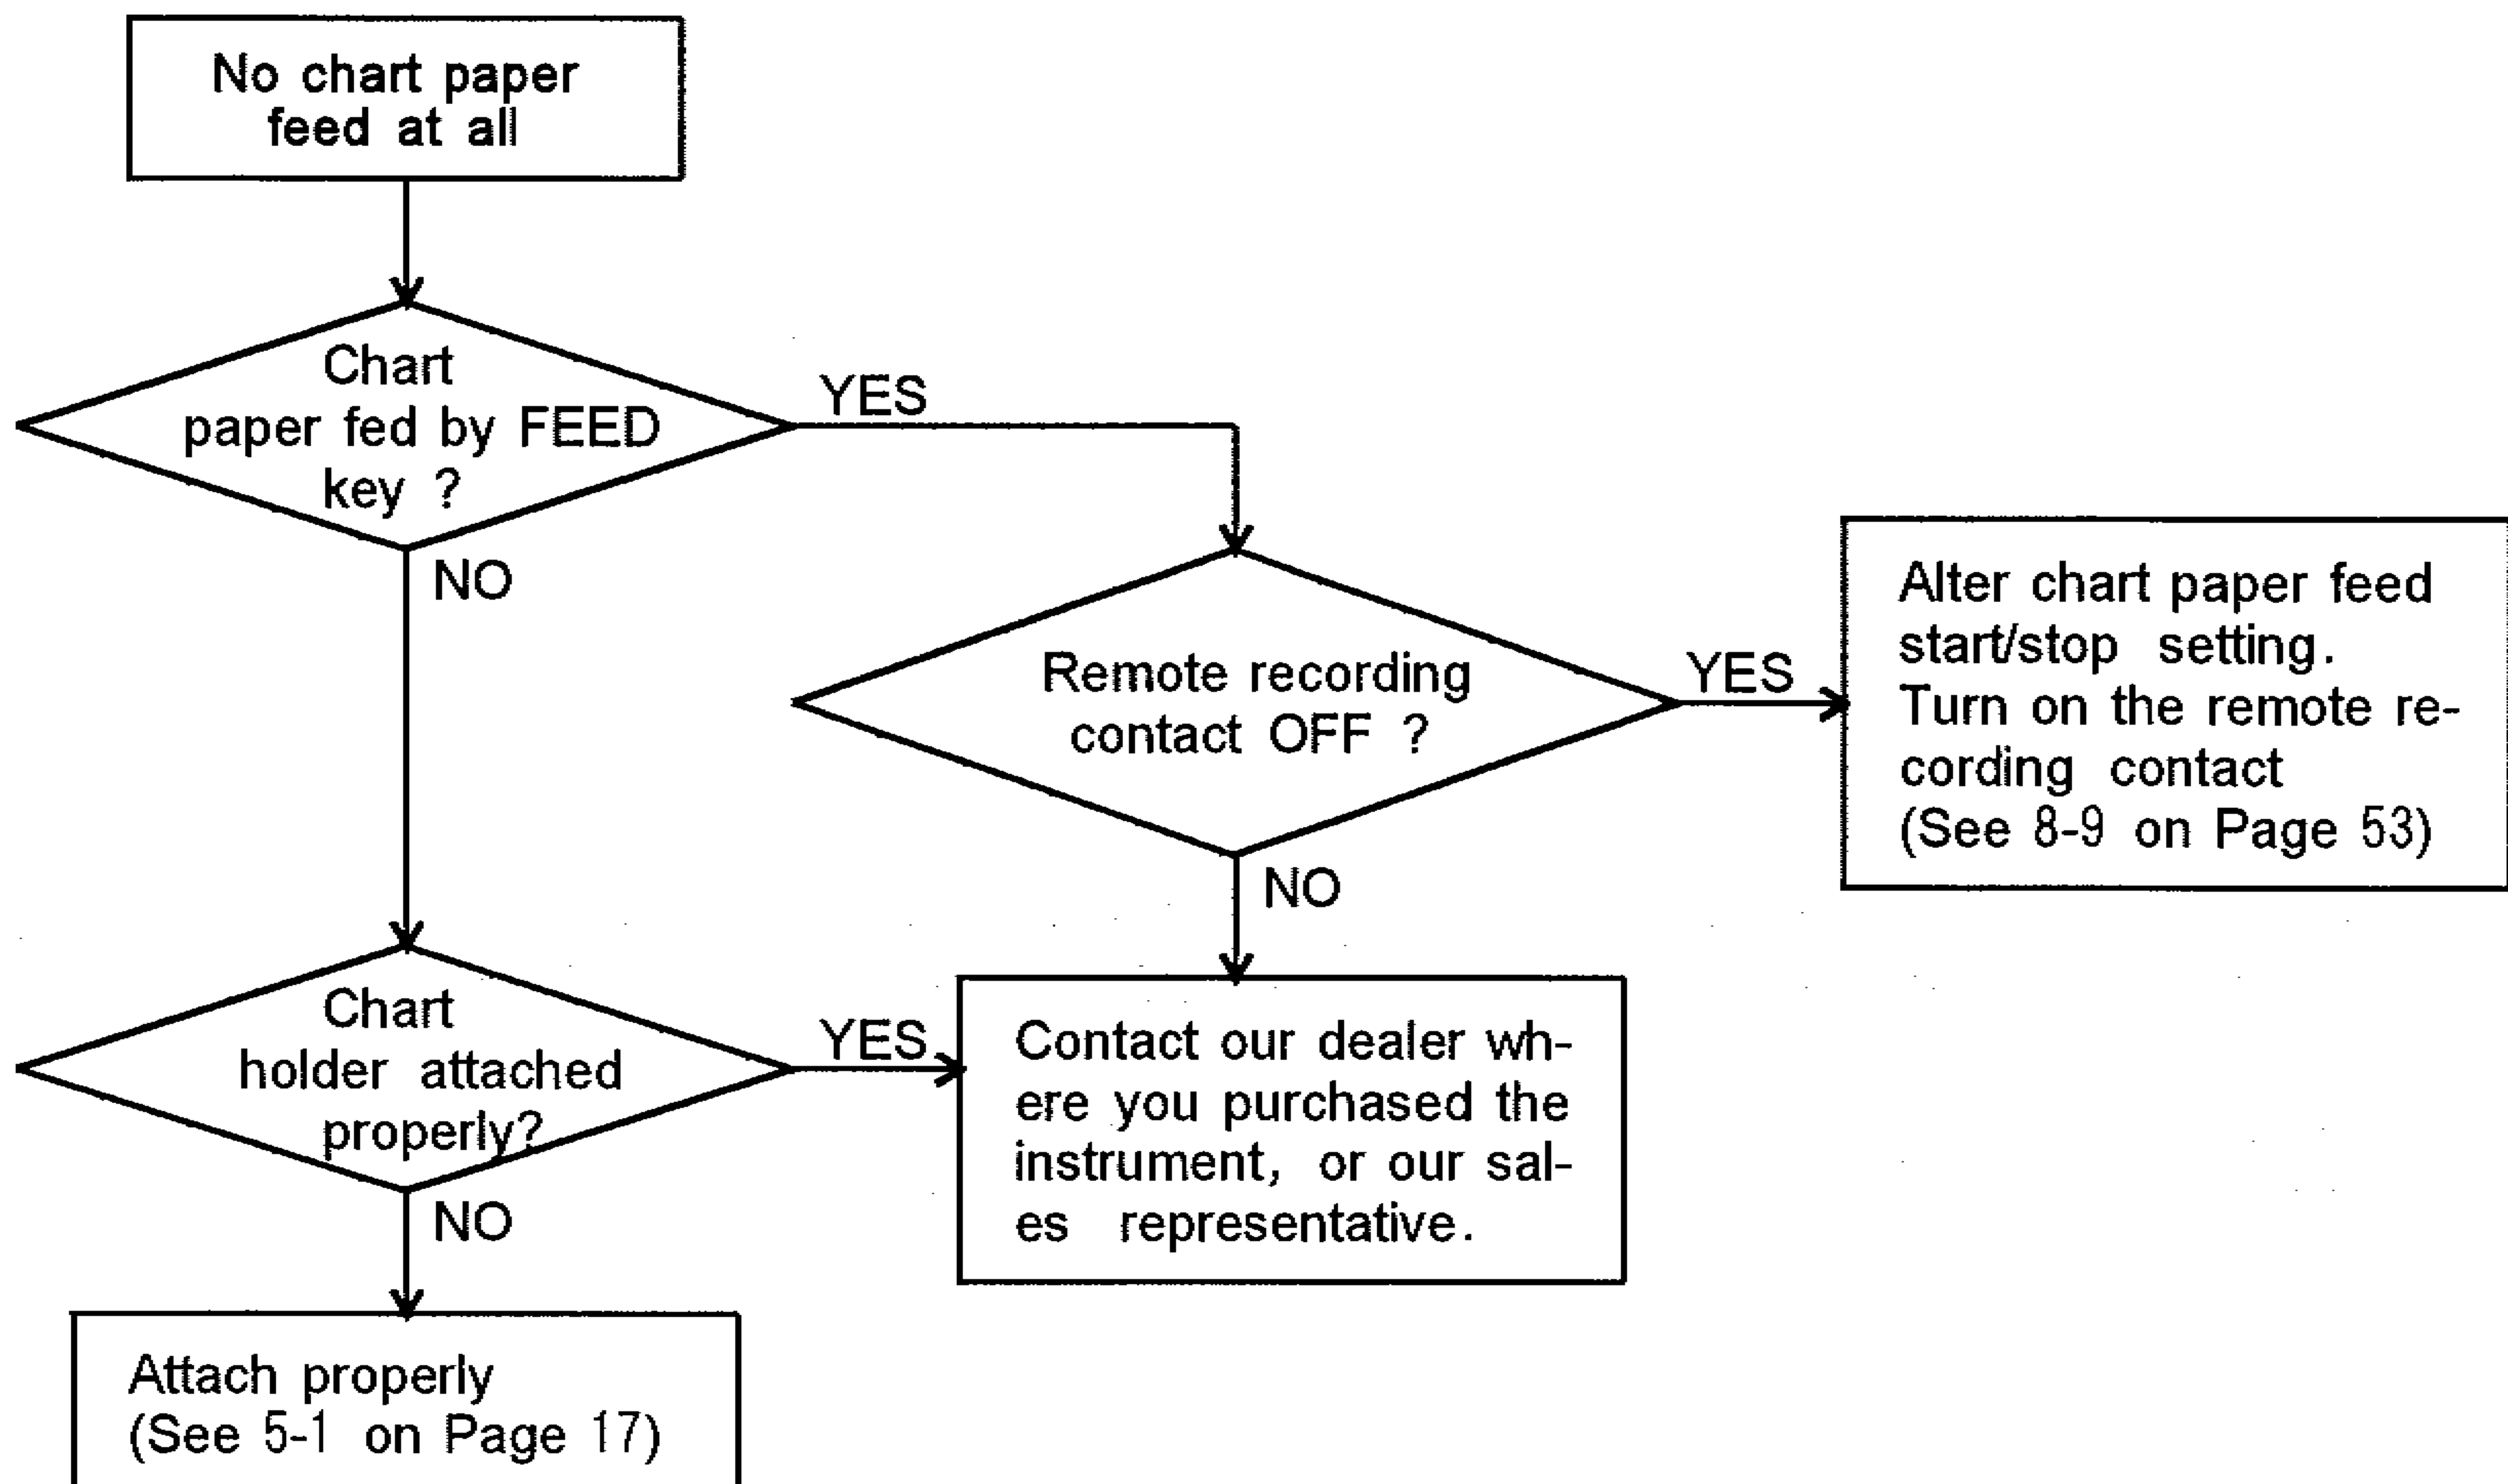 No chart paper
feed at all
Chart
paper fed by FEED
key ?
YES
NO
Remote recording
contact OFF ?
YES
NO
Alter chart paper feed
start/stop setting.
Turn on the remote re-
cording contact
(See 8-9 on Page 53)
Chart
holder attached
properly?
YES
NO
Contact our dealer wh-
ere you purchased the
instrument, or our sal-
es representative.
Attach properly
(See 5-1 on Page 17)